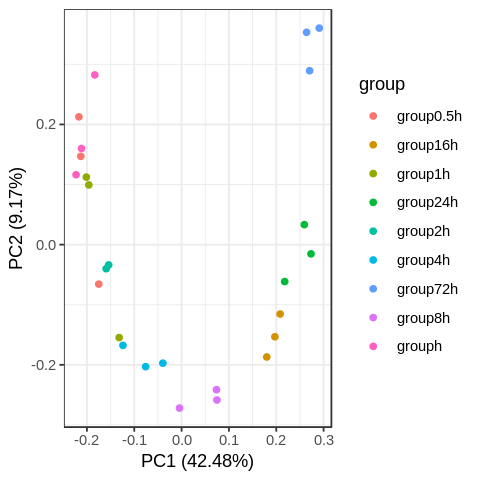 group
group0.5h
group16h
group1h
group24h
group2h
group4h
group72h
group8h
grouph
PC2 (9.17%)
0.2
0.0
-0.2
-0.2 -0.1 0.0 0.1 0.2 0.3
PC1 (42.48%)